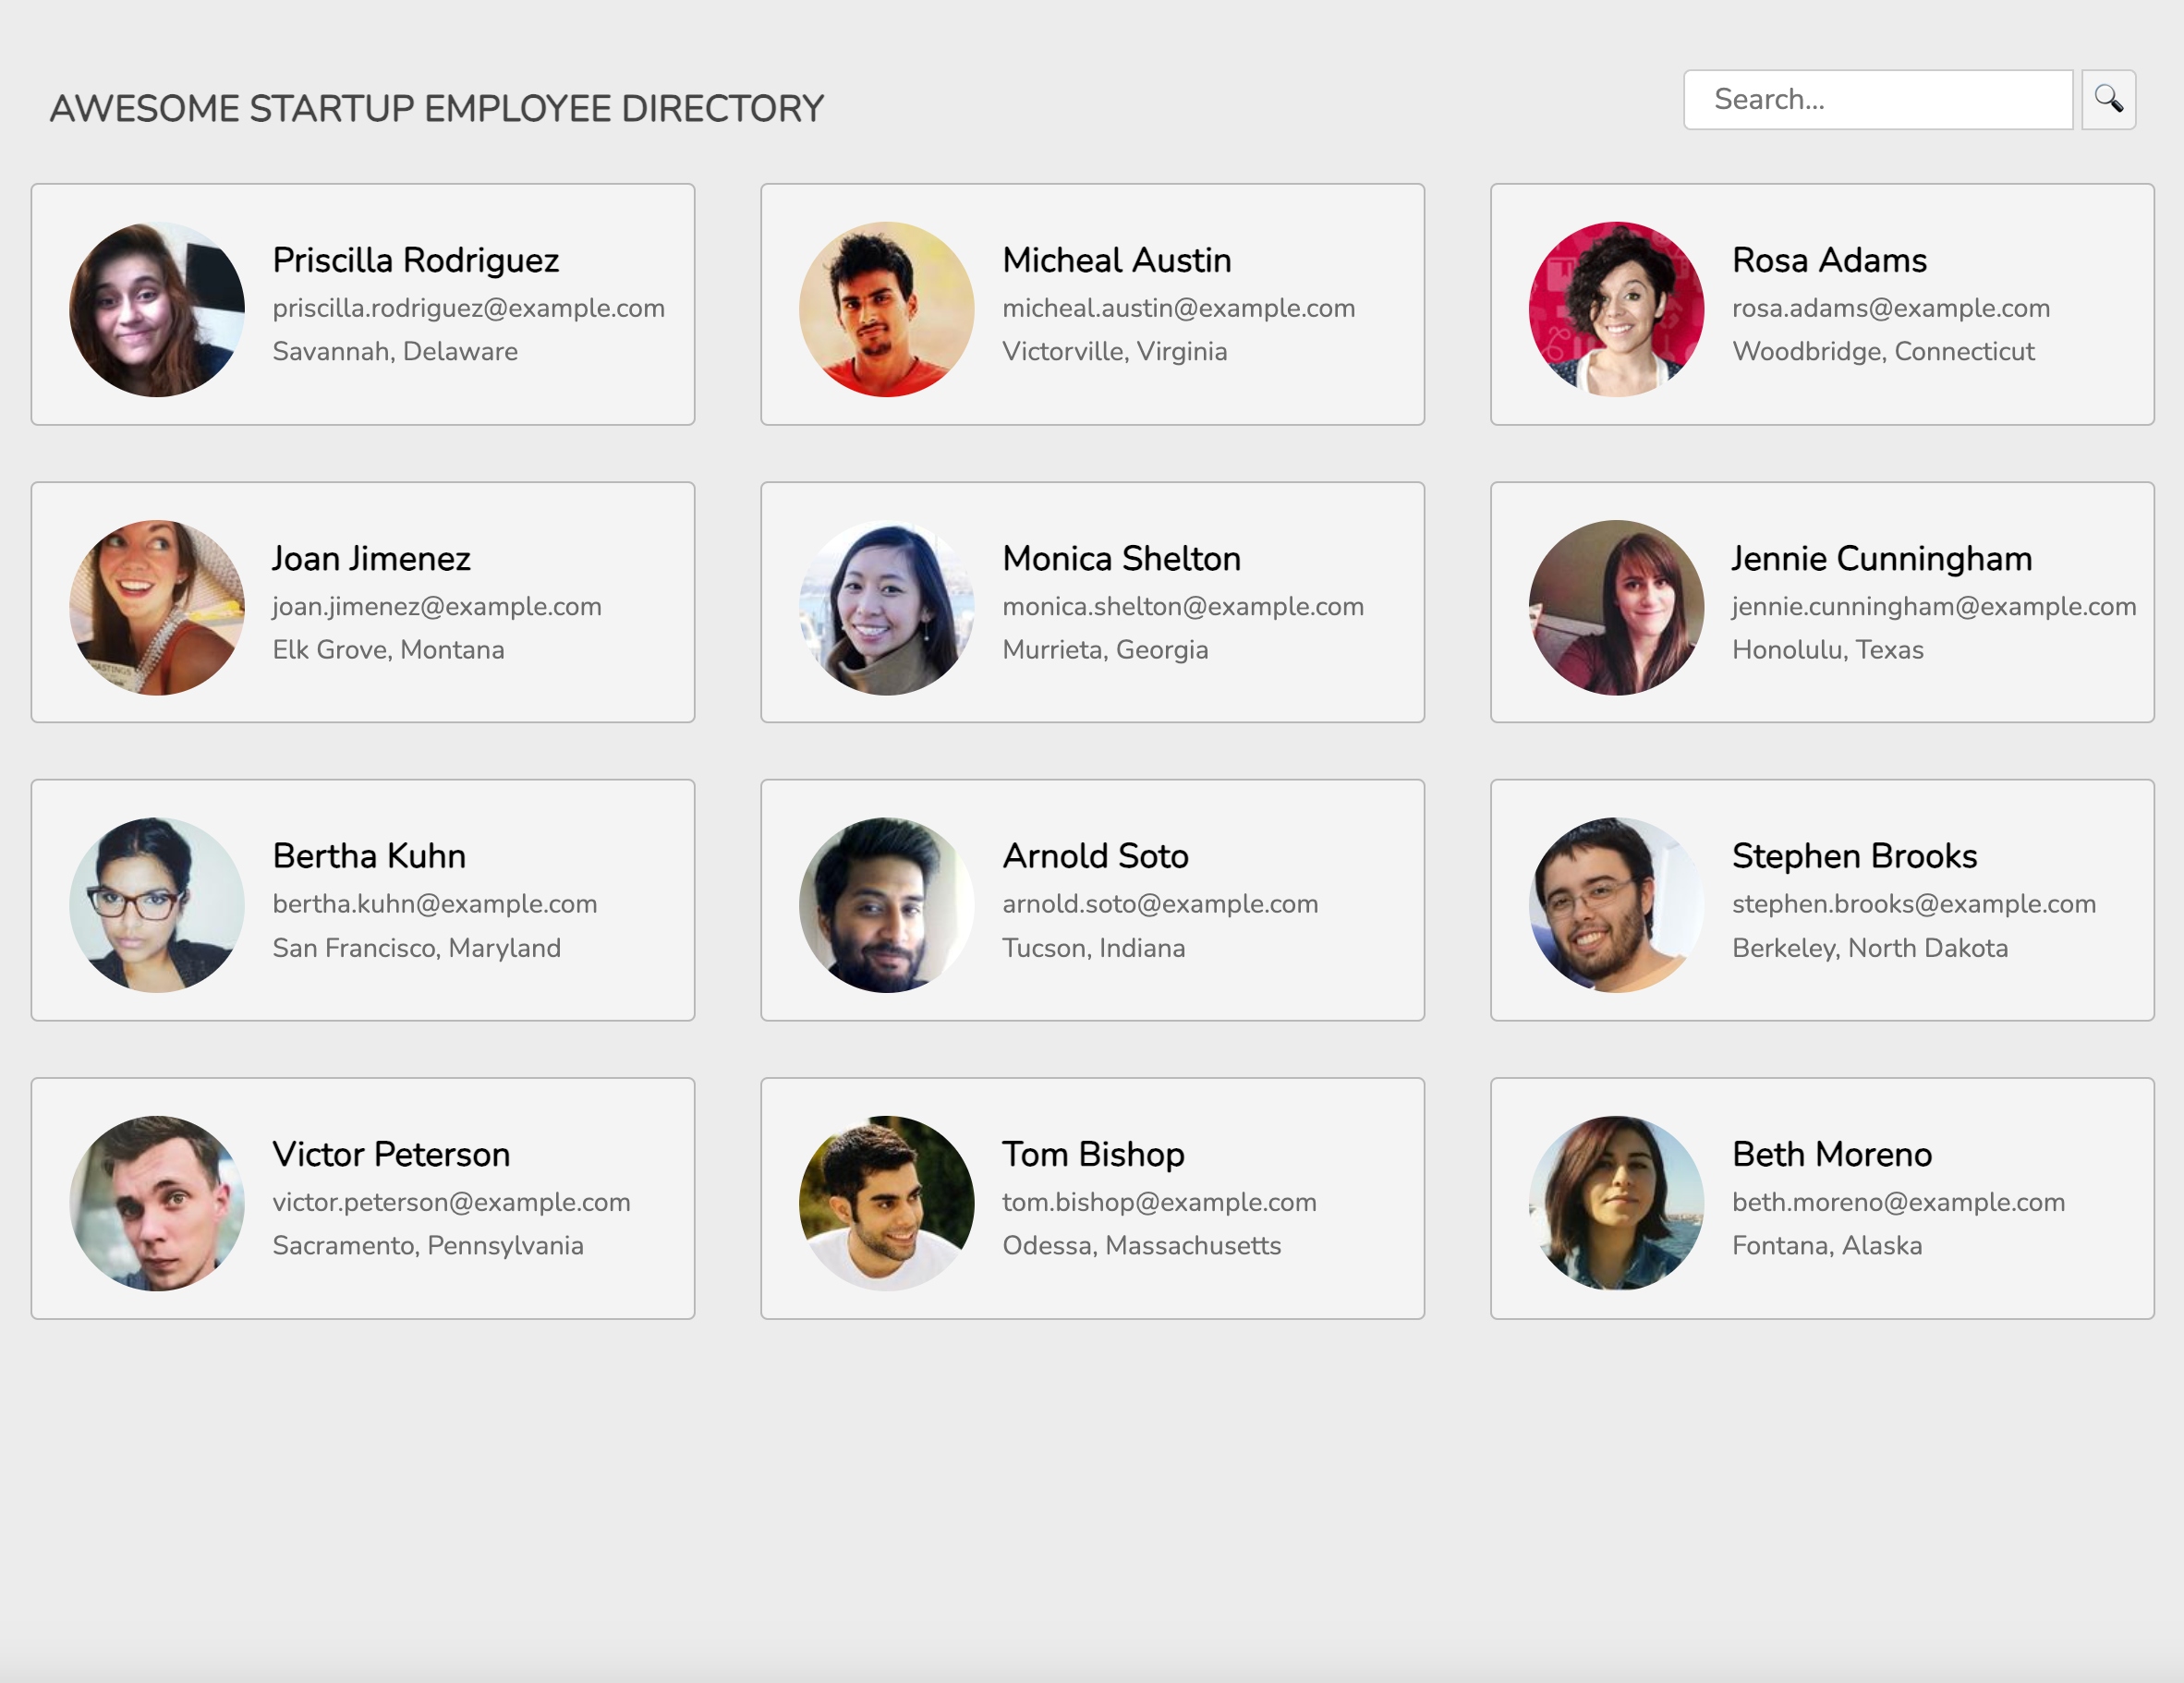 AWESOME STARTUP EMPLOYEE DIRECTORY
Search...
Priscilla Rodriguez
priscilla.rodriguez@example.com
Savannah, Delaware
Micheal Austin
micheal.austin@example.com
Victorville, Virginia
Rosa Adams
rosa.adams@example.com
Woodbridge, Connecticut
Joan Jimenez
joan.jimenez@example.com
Elk Grove, Montana
Monica Shelton
monica.shelton@example.com
Murrieta, Georgia
Jennie Cunningham
jennie.cunningham@example.com
Honolulu, Texas
Bertha Kuhn
bertha.kuhn@example.com
San Francisco, Maryland
Arnold Soto
arnold.soto@example.com
Tucson, Indiana
Stephen Brooks
stephen.brooks@example.com
Berkeley, North Dakota
Victor Peterson
victor.peterson@example.com
Sacramento, Pennsylvania
Tom Bishop
tom.bishop@example.com
Odessa, Massachusetts
Beth Moreno
beth.moreno@example.com
Fontana, Alaska